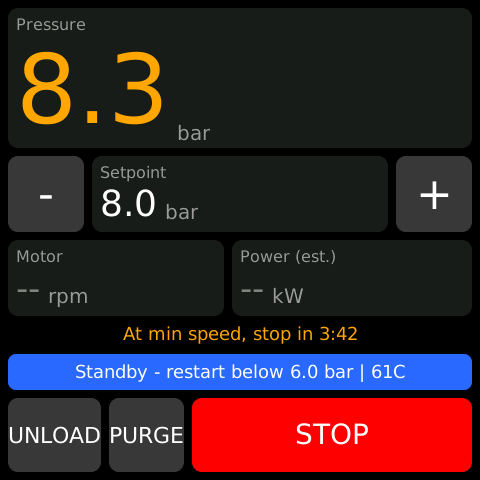 Pressure
8.3 bar
-
Setpoint
8.0 bar
+
Motor
-- rpm
Power (est.)
-- kW
At min speed, stop in 3:42
Standby - restart below 6.0 bar | 61C
UNLOAD
PURGE
STOP